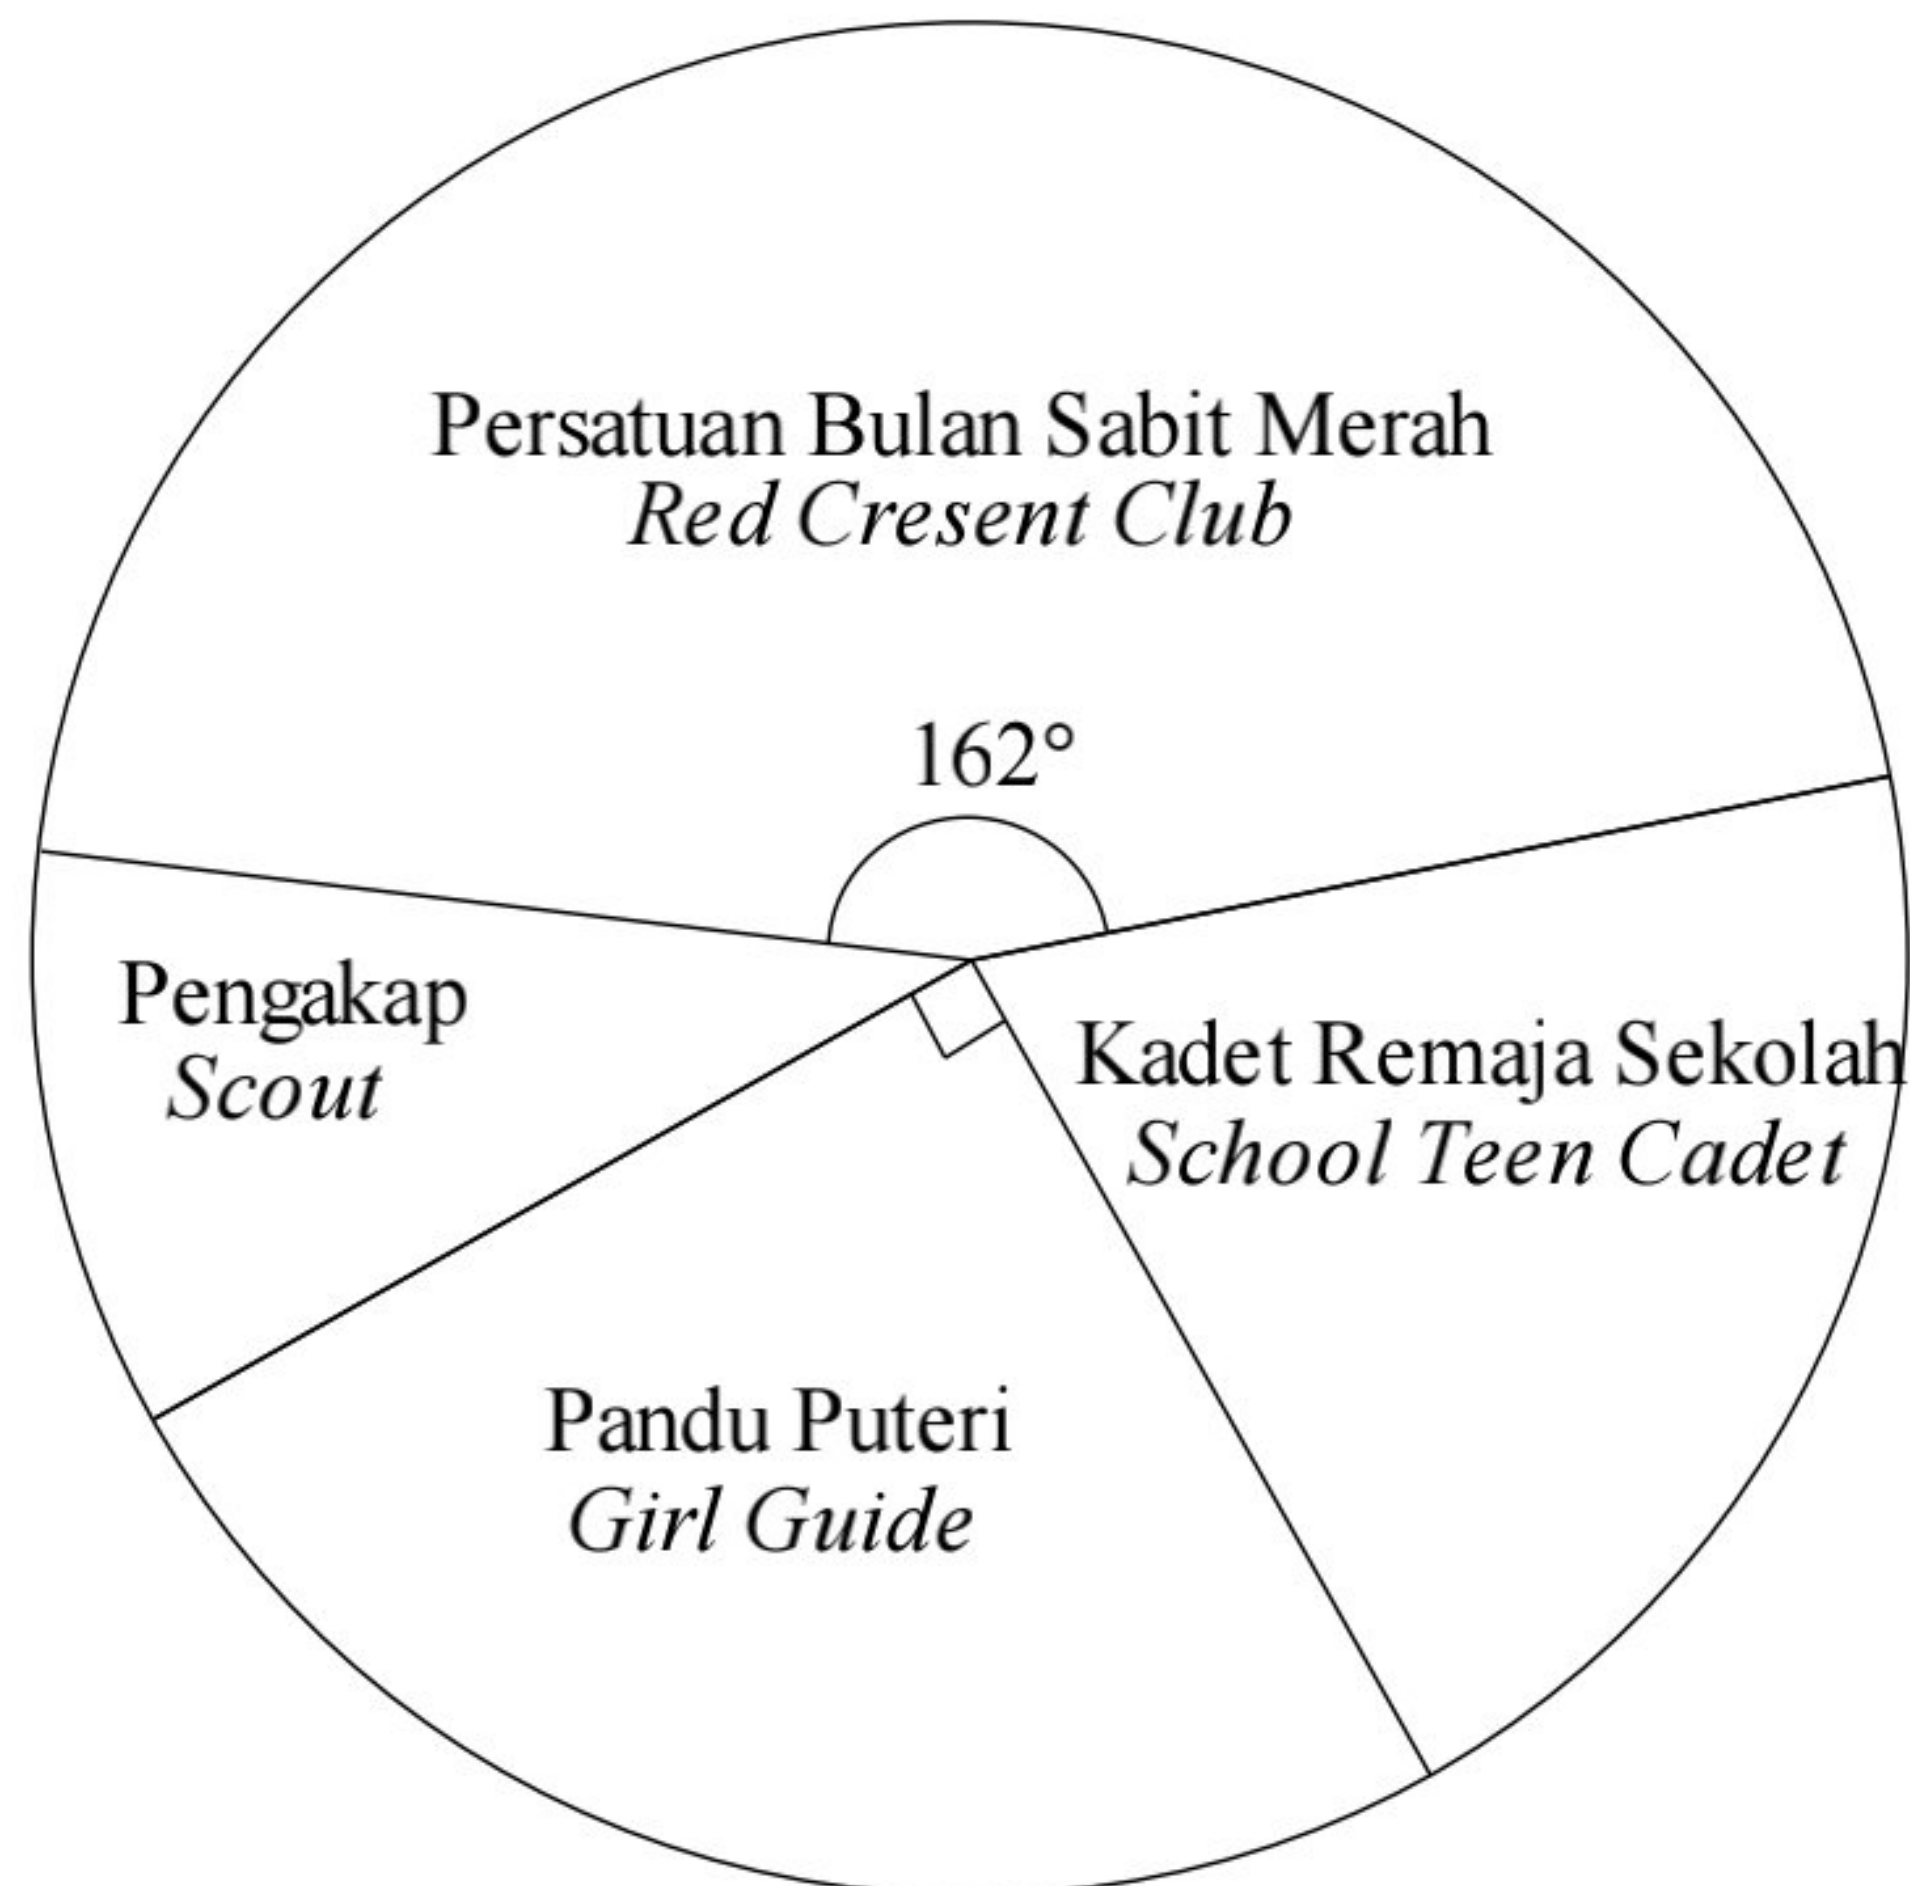 Persatuan Bulan Sabit Merah
Red Cresent Club
162°
Pengakap
Scout
Kadet Remaja Sekolah
School Teen Cadet
Pandu Puteri
Girl Guide